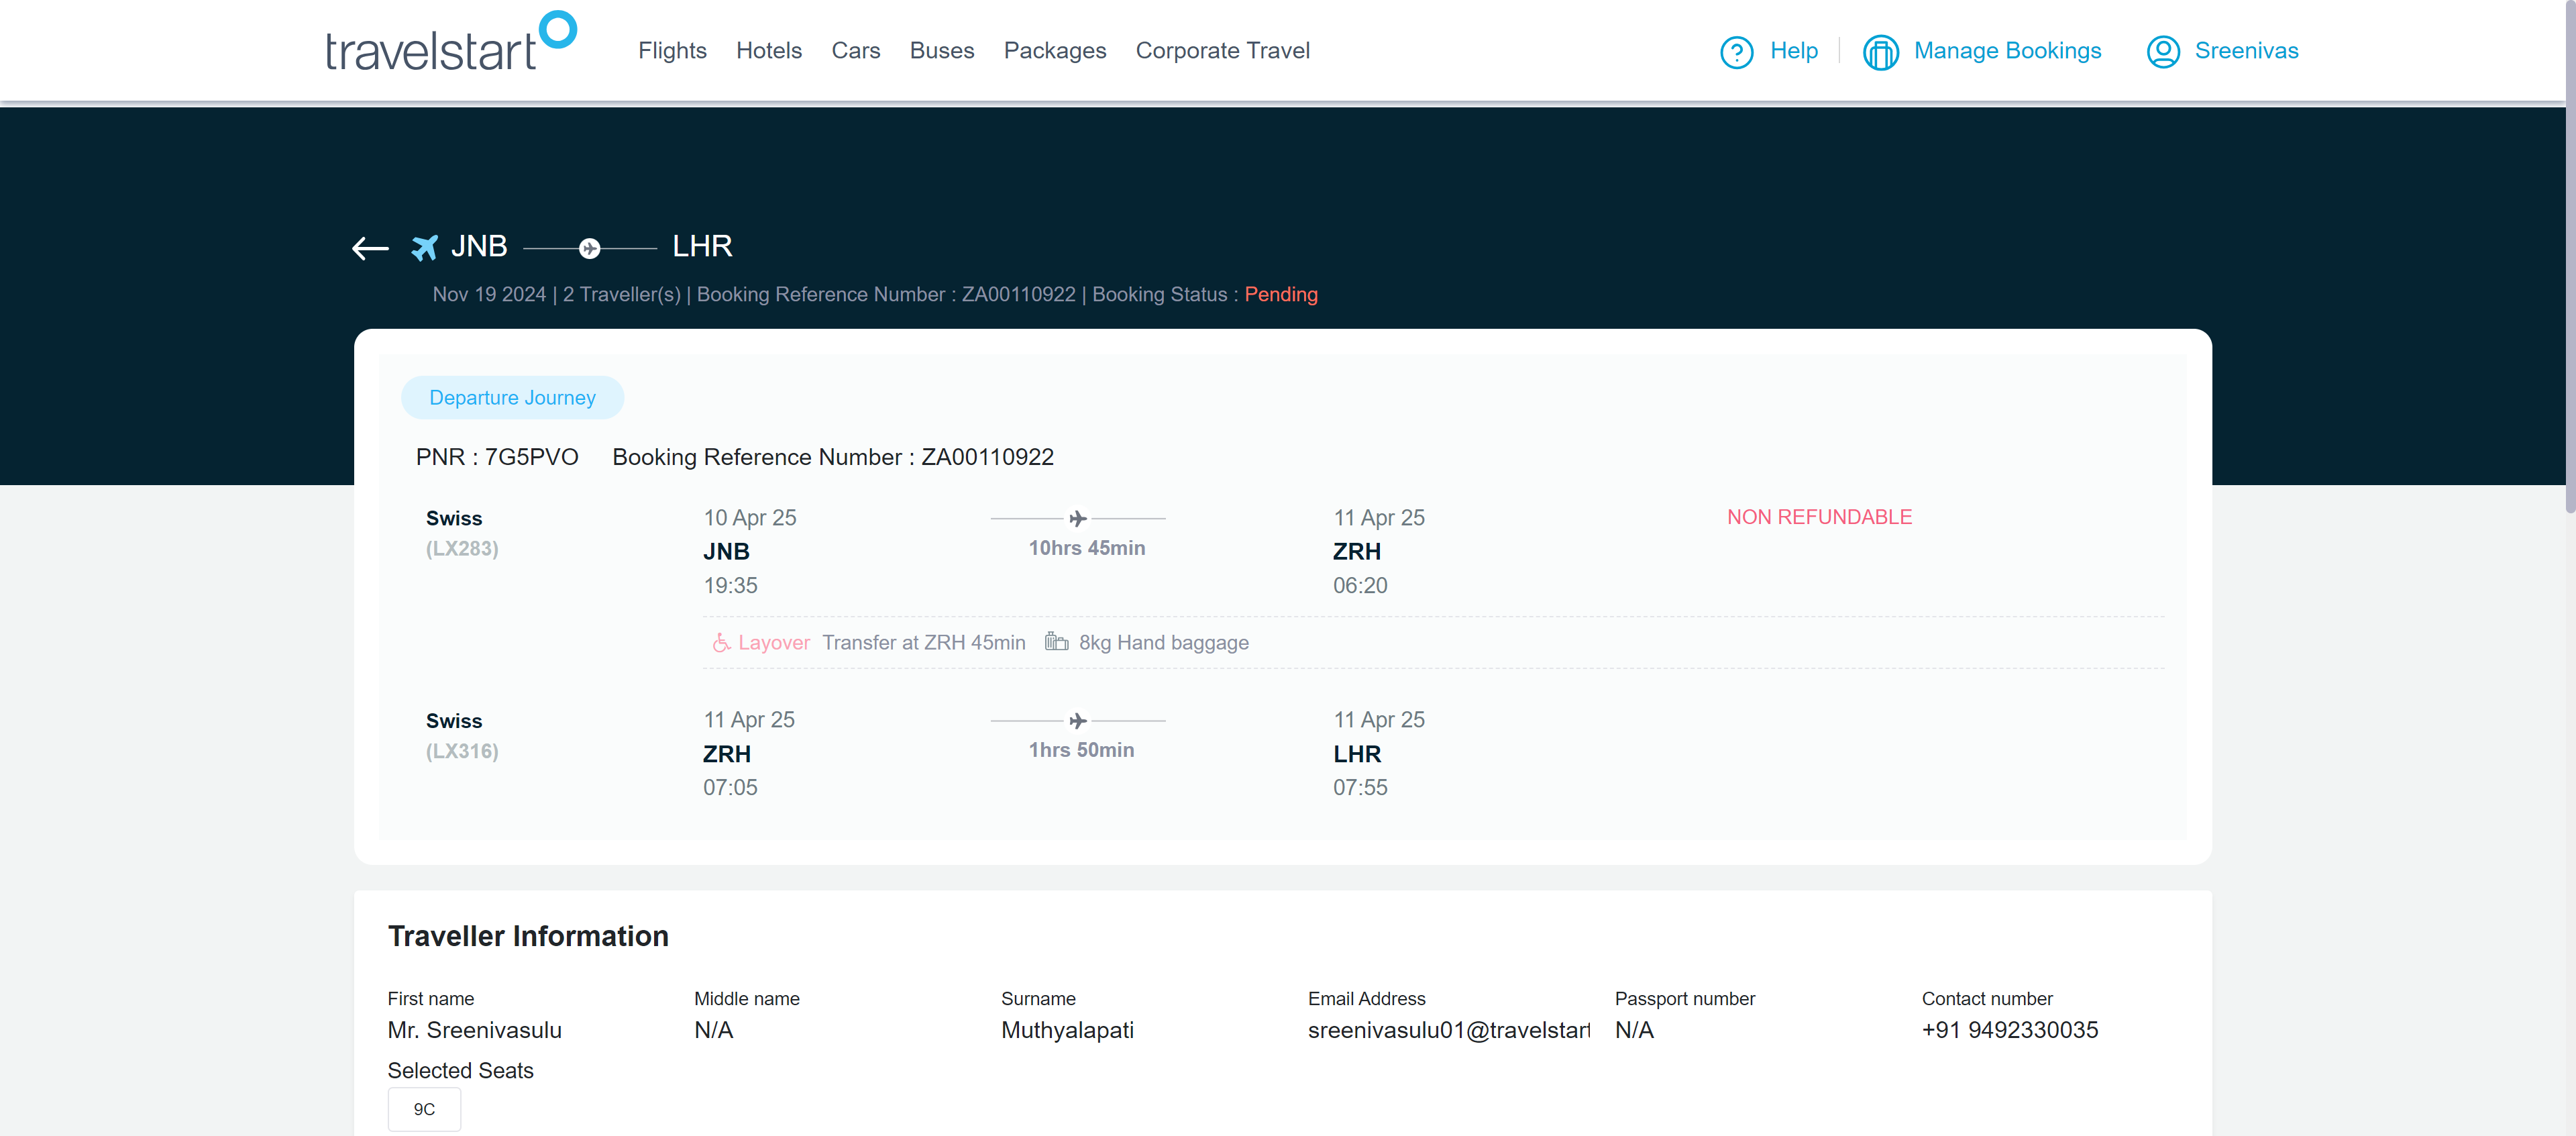 travelstart
Flights Hotels Cars Buses Packages Corporate Travel
Help Manage Bookings Sreenivas
JNB LHR
Nov 19 2024 | 2 Traveller(s) | Booking Reference Number : ZA00110922 | Booking Status : Pending
Departure Journey
PNR : 7G5PVO Booking Reference Number : ZA00110922
Swiss
(LX283)
10 Apr 25
JNB
19:35
10hrs 45min
11 Apr 25
ZRH
06:20
NON REFUNDABLE
Layover Transfer at ZRH 45min 8kg Hand baggage
Swiss
(LX316)
11 Apr 25
ZRH
07:05
1hrs 50min
11 Apr 25
LHR
07:55
Traveller Information
First name Middle name Surname Email Address Passport number Contact number
Mr. Sreenivasulu N/A Muthyalapati sreenivasulu01@travelstart N/A +91 9492330035
Selected Seats
9C